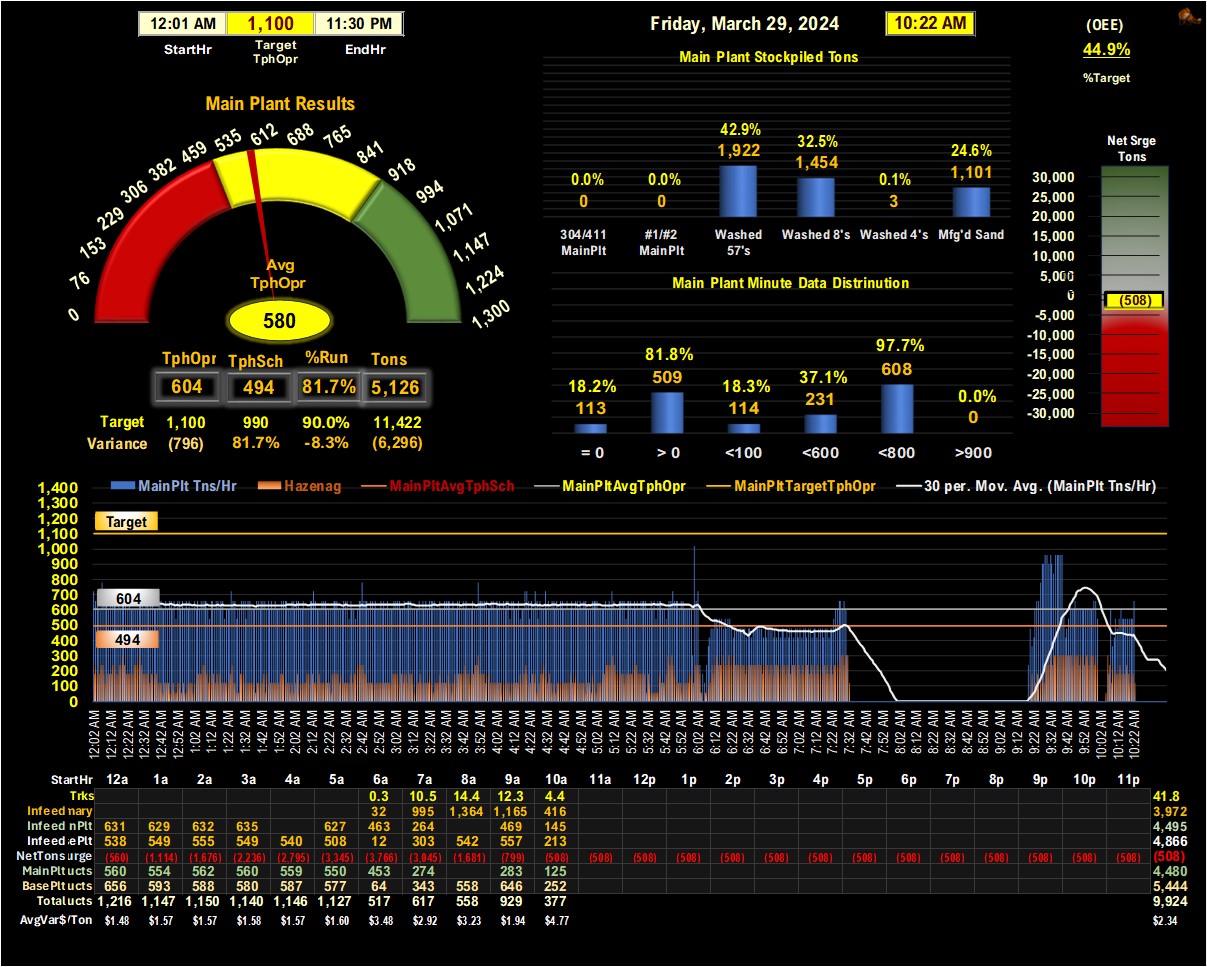 12:01 AM 1,100 11:30 PM
StartHr Target TphOpr EndHr
Friday, March 29, 2024 10:22 AM
(OEE)
44.9%
%Target
Main Plant Results
0 76 153 229 306 382 459 535 612 688 765 841 918 994 1,071 1,147 1,224 1,300
Avg
TphOpr
580
TphOpr TphSch %Run Tons
604 494 81.7% 5,126
Target 1,100 990 90.0% 11,422
Variance (796) 81.7% -8.3% (6,296)
Main Plant Stockpiled Tons
0.0% 0.0% 42.9% 32.5% 0.1% 24.6%
0 0 1,922 1,454 3 1,101
304/411 MainPlt #1/#2 MainPlt Washed 57's Washed 8's Washed 4's Mfg'd Sand
Main Plant Minute Data Distrinution
18.2% 81.8% 18.3% 37.1% 97.7% 0.0%
113 509 114 231 608 0
= 0 > 0 <100 <600 <800 >900
Net Srge
Tons
30,000
25,000
20,000
15,000
10,000
5,000
0
(508)
-5,000
-10,000
-15,000
-20,000
-25,000
-30,000
MainPlt Tns/Hr Hazenag MainPltAvgTphSch MainPltAvgTphOpr MainPltTargetTphOpr 30 per. Mov. Avg. (MainPlt Tns/Hr)
1,400
1,300
1,200
Target
1,100
1,000
900
800
700
604
600
500
494
400
300
200
100
0
12:02 AM 12:12 AM 12:22 AM 12:32 AM 12:42 AM 12:52 AM 1:02 AM 1:12 AM 1:22 AM 1:32 AM 1:42 AM 1:52 AM 2:02 AM 2:12 AM 2:22 AM 2:32 AM 2:42 AM 2:52 AM 3:02 AM 3:12 AM 3:22 AM 3:32 AM 3:42 AM 3:52 AM 4:02 AM 4:12 AM 4:22 AM 4:32 AM 4:42 AM 4:52 AM 5:02 AM 5:12 AM 5:22 AM 5:32 AM 5:42 AM 5:52 AM 6:02 AM 6:12 AM 6:22 AM 6:32 AM 6:42 AM 6:52 AM 7:02 AM 7:12 AM 7:22 AM 7:32 AM 7:42 AM 7:52 AM 8:02 AM 8:12 AM 8:22 AM 8:32 AM 8:42 AM 8:52 AM 9:02 AM 9:12 AM 9:22 AM 9:32 AM 9:42 AM 9:52 AM 10:02 AM 10:12 AM 10:22 AM
StartHr 12a 1a 2a 3a 4a 5a 6a 7a 8a 9a 10a 11a 12p 1p 2p 3p 4p 5p 6p 7p 8p 9p 10p 11p
Trks 0.3 10.5 14.4 12.3 4.4 41.8
Infeed nary 32 995 1,364 1,165 416 3,972
Infeed nPlt 631 629 632 635 627 463 264 469 145 4,495
Infeed ePlt 538 549 555 549 540 508 12 303 542 557 213 4,866
NetTons urge (560) (1,114) (1,676) (2,236) (2,795) (3,345) (3,766) (3,045) (1,681) (799) (508) (508) (508) (508) (508) (508) (508) (508) (508) (508) (508) (508) (508) (508) (508)
MainPlt ucts 560 554 562 560 559 550 453 274 283 125 4,480
BasePlt ucts 656 593 588 580 587 577 64 343 558 646 252 5,444
Total ucts 1,216 1,147 1,150 1,140 1,146 1,127 517 617 558 929 377 9,924
AvgVar$/Ton $1.48 $1.57 $1.57 $1.58 $1.57 $1.60 $3.48 $2.92 $3.23 $1.94 $4.77 $2.34